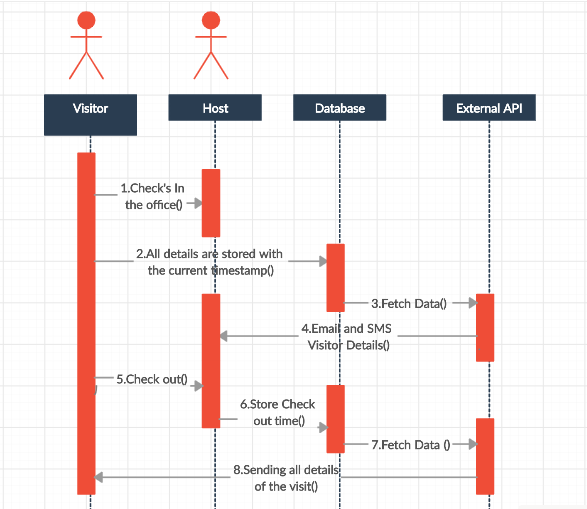 Visitor
Host
Database
External API
1.Check's In
the office()
2.All details are stored with
the current timestamp()
3.Fetch Data()
4.Email and SMS
Visitor Details()
5.Check out()
6.Store Check
out time()
7.Fetch Data ()
8.Sending all details
of the visit()